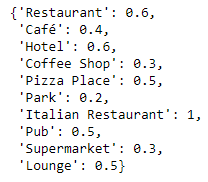 {'Restaurant': 0.6,
'Café': 0.4,
'Hotel': 0.6,
'Coffee Shop': 0.3,
'Pizza Place': 0.5,
'Park': 0.2,
'Italian Restaurant': 1,
'Pub': 0.5,
'Supermarket': 0.3,
'Lounge': 0.5}